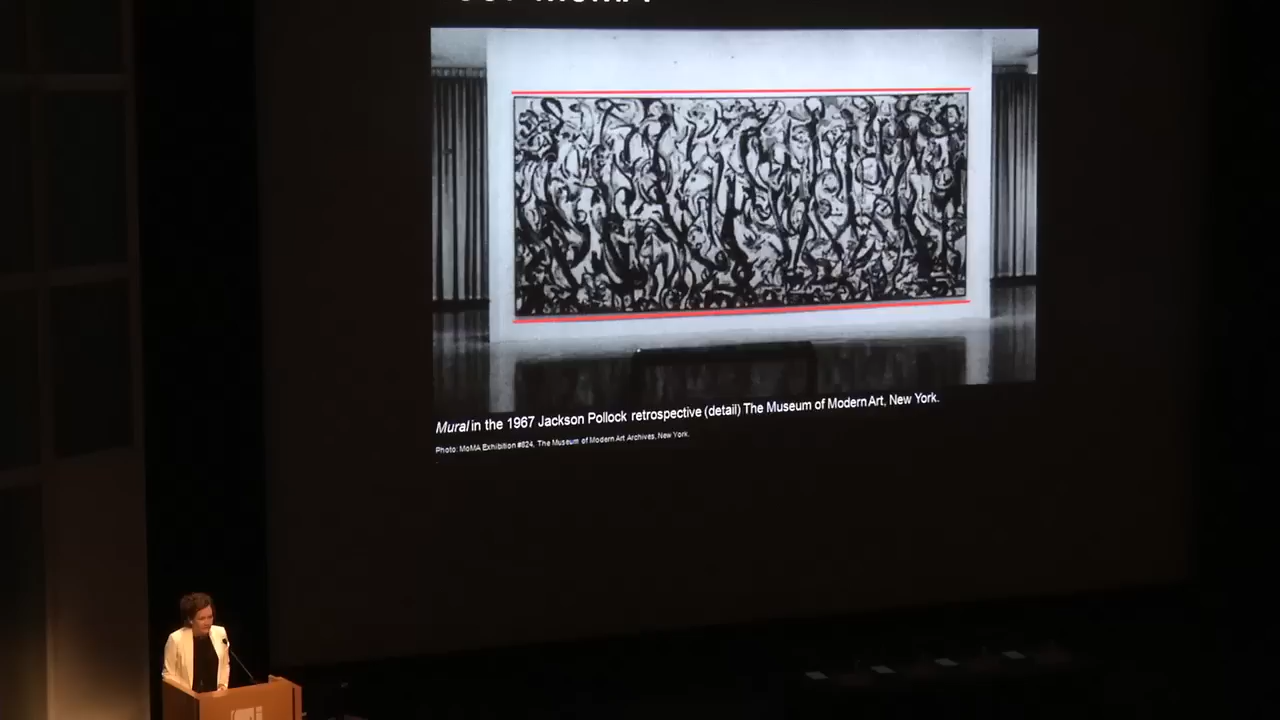 Mural in the 1967 Jackson Pollock retrospective (detail) The Museum of Modern Art, New York.
Photo: MoMA Exhibition #824, The Museum of Modern Art Archives, New York.